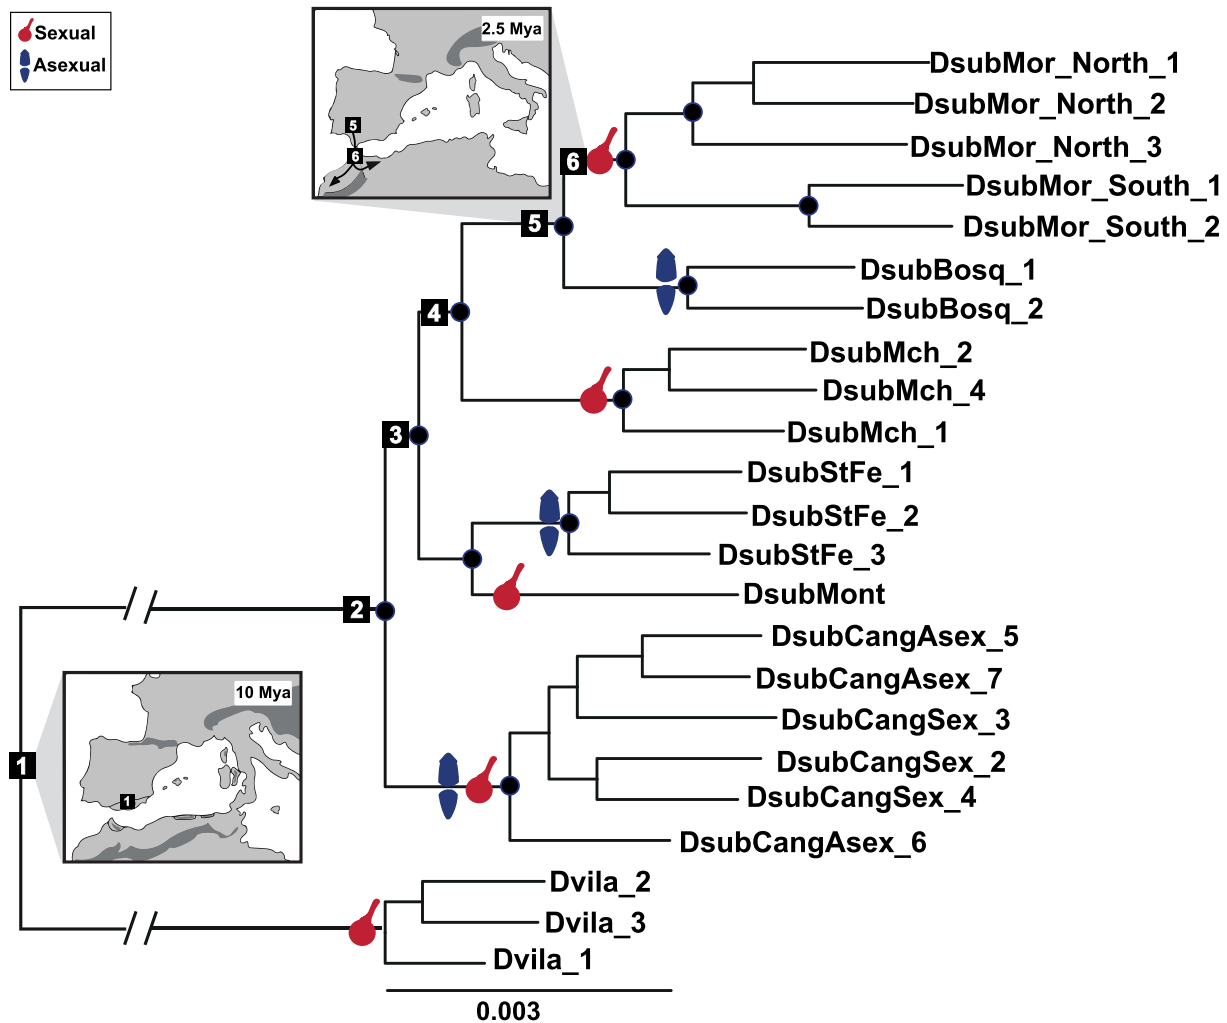 Sexual
Asexual
2.5 Mya
5
6
DsubMor_North_1
DsubMor_North_2
DsubMor_North_3
DsubMor_South_1
DsubMor_South_2
6
5
DsubBosq_1
DsubBosq_2
4
DsubMch_2
DsubMch_4
DsubMch_1
3
DsubStFe_1
DsubStFe_2
DsubStFe_3
DsubMont
2
DsubCangAsex_5
DsubCangAsex_7
DsubCangSex_3
DsubCangSex_2
DsubCangSex_4
DsubCangAsex_6
10 Mya
1
1
Dvila_2
Dvila_3
Dvila_1
0.003